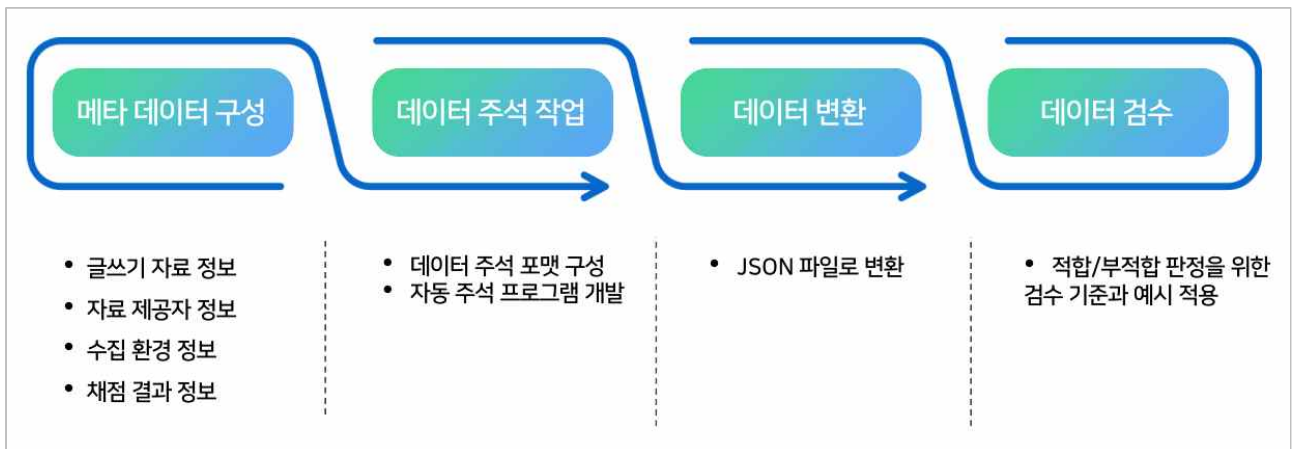 메타 데이터 구성
데이터 주석 작업
데이터 변환
데이터 검수
• 글쓰기 자료 정보
• 자료 제공자 정보
• 수집 환경 정보
• 채점 결과 정보
• 데이터 주석 포맷 구성
• 자동 주석 프로그램 개발
• JSON 파일로 변환
• 적합/부적합 판정을 위한
검수 기준과 예시 적용